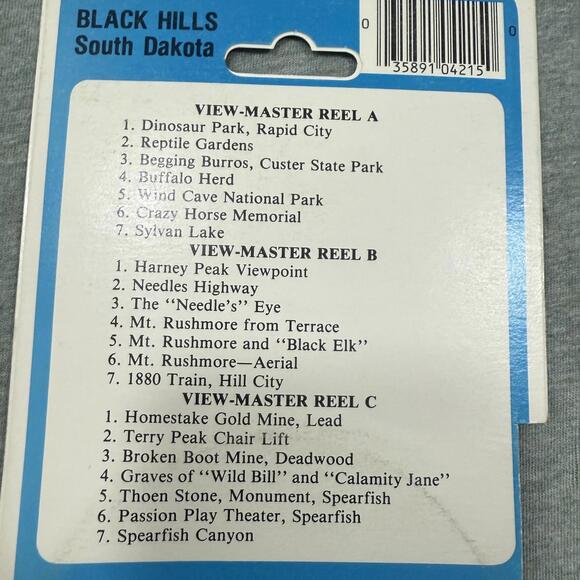 BLACK HILLS
South Dakota
0 35891 04215 0
VIEW-MASTER REEL A
1. Dinosaur Park, Rapid City
2. Reptile Gardens
3. Begging Burros, Custer State Park
4. Buffalo Herd
5. Wind Cave National Park
6. Crazy Horse Memorial
7. Sylvan Lake
VIEW-MASTER REEL B
1. Harney Peak Viewpoint
2. Needles Highway
3. The "Needle's" Eye
4. Mt. Rushmore from Terrace
5. Mt. Rushmore and "Black Elk"
6. Mt. Rushmore—Aerial
7. 1880 Train, Hill City
VIEW-MASTER REEL C
1. Homestake Gold Mine, Lead
2. Terry Peak Chair Lift
3. Broken Boot Mine, Deadwood
4. Graves of "Wild Bill" and "Calamity Jane"
5. Thoen Stone, Monument, Spearfish
6. Passion Play Theater, Spearfish
7. Spearfish Canyon